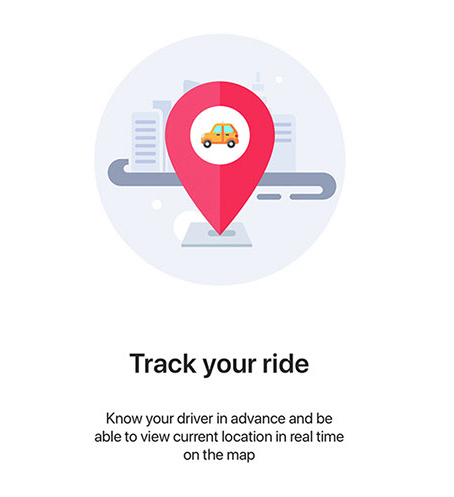 Track your ride
Know your driver in advance and be
able to view current location in real time
on the map